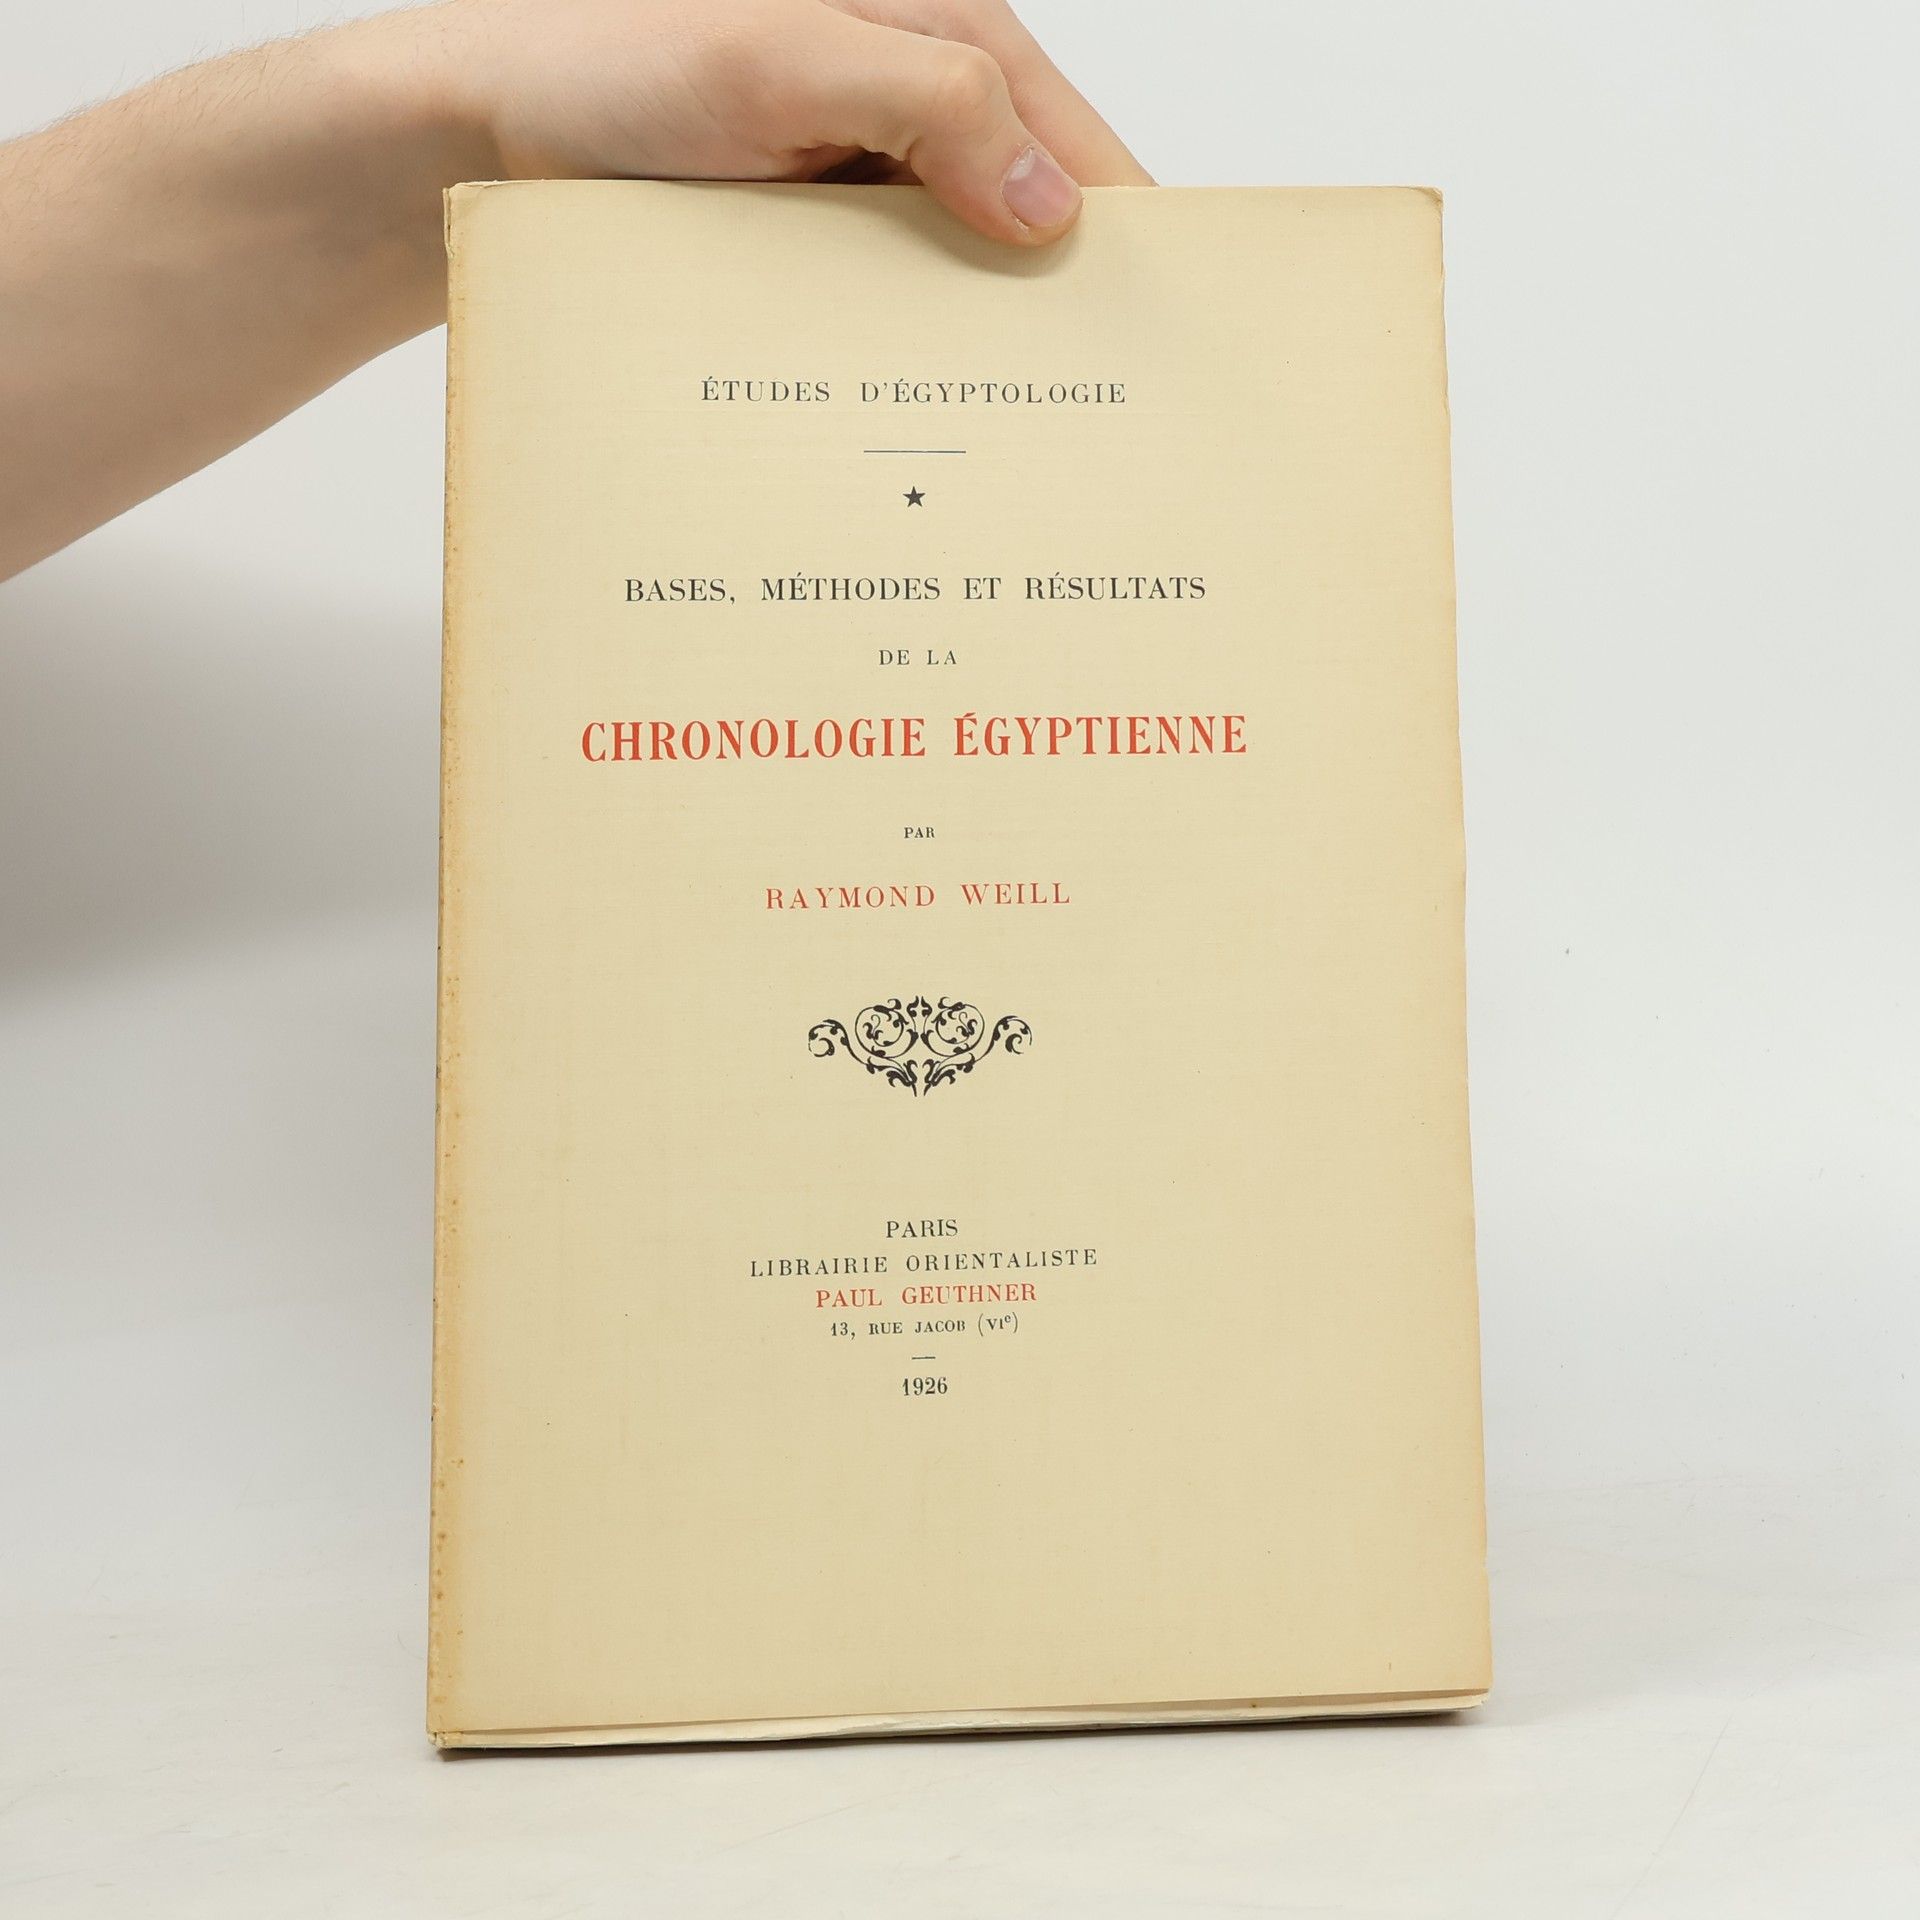 ÉTUDES D'ÉGYPTOLOGIE
BASES, MÉTHODES ET RÉSULTATS
DE LA
CHRONOLOGIE ÉGYPTIENNE
PAR
RAYMOND WEILL
PARIS
LIBRAIRIE ORIENTALISTE
PAUL GEUTHNER
13, RUE JACOB (VIe)
1926